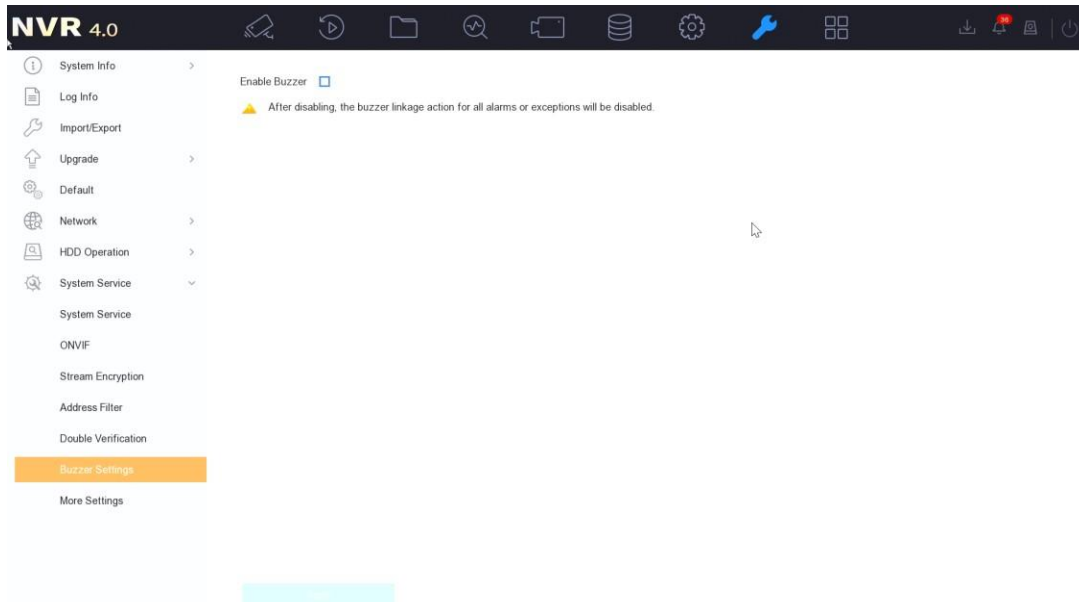 NVR 4.0
36
System Info
Log Info
Import/Export
Upgrade
Default
Network
HDD Operation
System Service
System Service
ONVIF
Stream Encryption
Address Filter
Double Verification
Buzzer Settings
More Settings
Enable Buzzer
After disabling, the buzzer linkage action for all alarms or exceptions will be disabled.